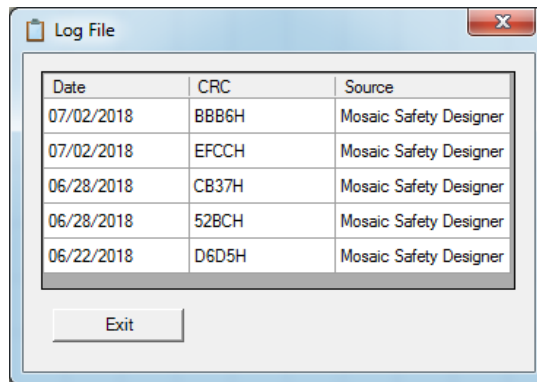 Log File
Date CRC Source
07/02/2018 BBB6H Mosaic Safety Designer
07/02/2018 EFCCH Mosaic Safety Designer
06/28/2018 CB37H Mosaic Safety Designer
06/28/2018 52BCH Mosaic Safety Designer
06/22/2018 D6D5H Mosaic Safety Designer
Exit